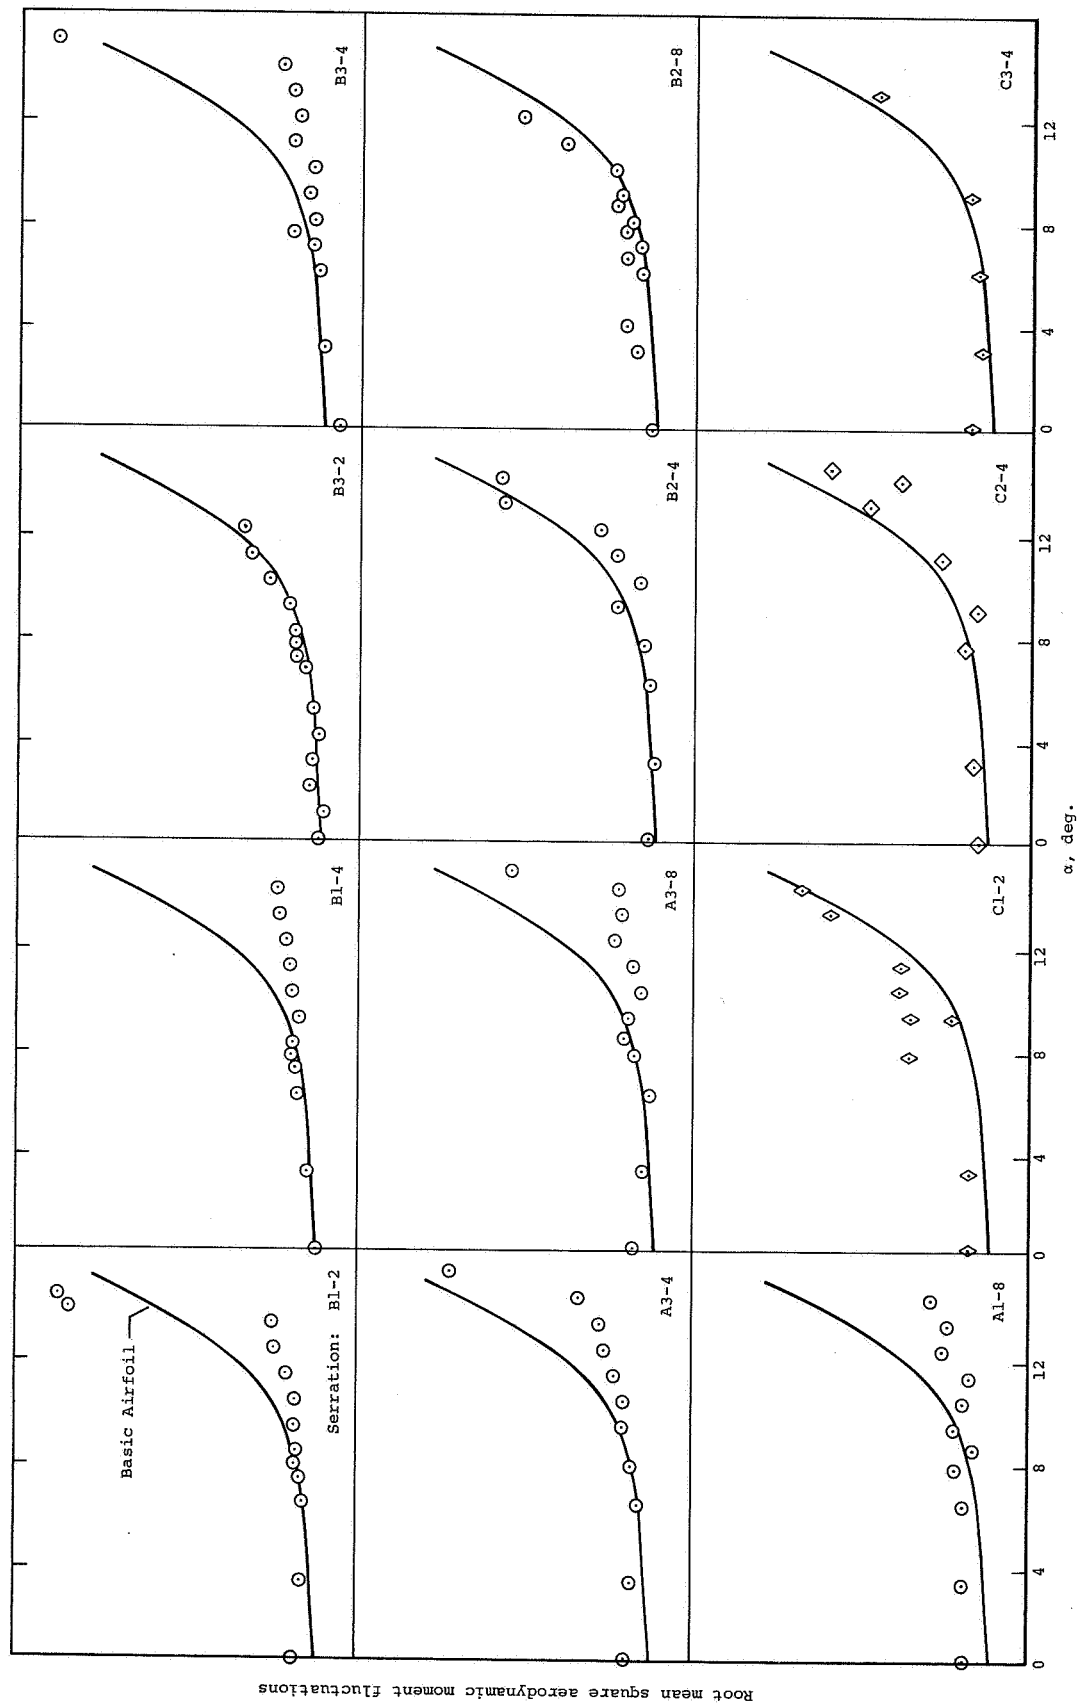 Root mean square aerodynamic moment fluctuations
Basic Airfoil
Serration: B1-2
B1-4
B3-2
B3-4
A3-4
A3-8
B2-4
B2-8
A1-8
C1-2
C2-4
C3-4
0 4 8 12 0 4 8 12 0 4 8 12 0 4 8 12
α, deg.